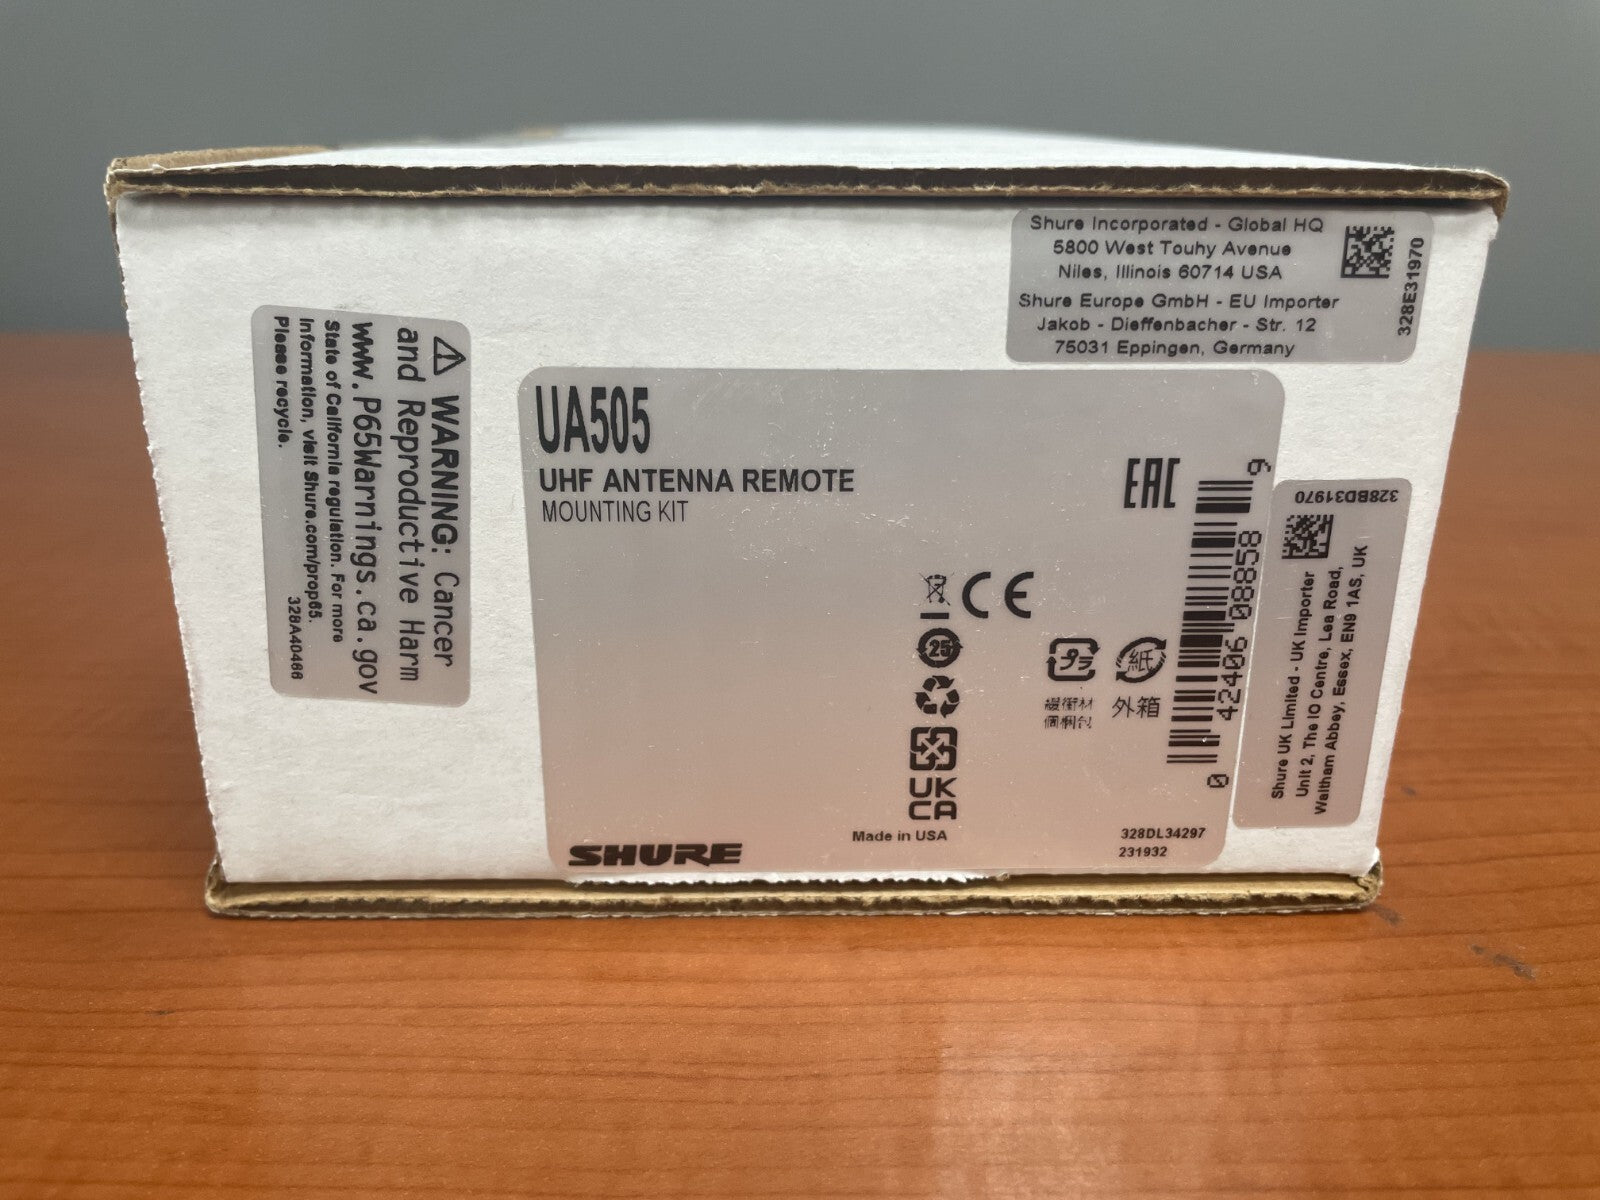 Shure Incorporated - Global HQ
5800 West Touhy Avenue
Niles, Illinois 60714 USA
Shure Europe GmbH - EU Importer
Jakob - Dieffenbacher - Str. 12
75031 Eppingen, Germany
328E31970
⚠ WARNING: Cancer
and Reproductive Harm
www.P65Warnings.ca.gov
State of California regulation. For more
information, visit Shure.com/prop65.
Please recycle.
328A40466
UA505
UHF ANTENNA REMOTE
MOUNTING KIT
EAC
CE
25
プラ
紙
緩衝材
個梱包
外箱
UK
CA
Made in USA
SHURE
328DL34297
231932
0 42406 08858 9
328BD31970
Shure UK Limited - UK Importer
Unit 2, The IO Centre, Lea Road,
Waltham Abbey, Essex, EN9 1AS, UK